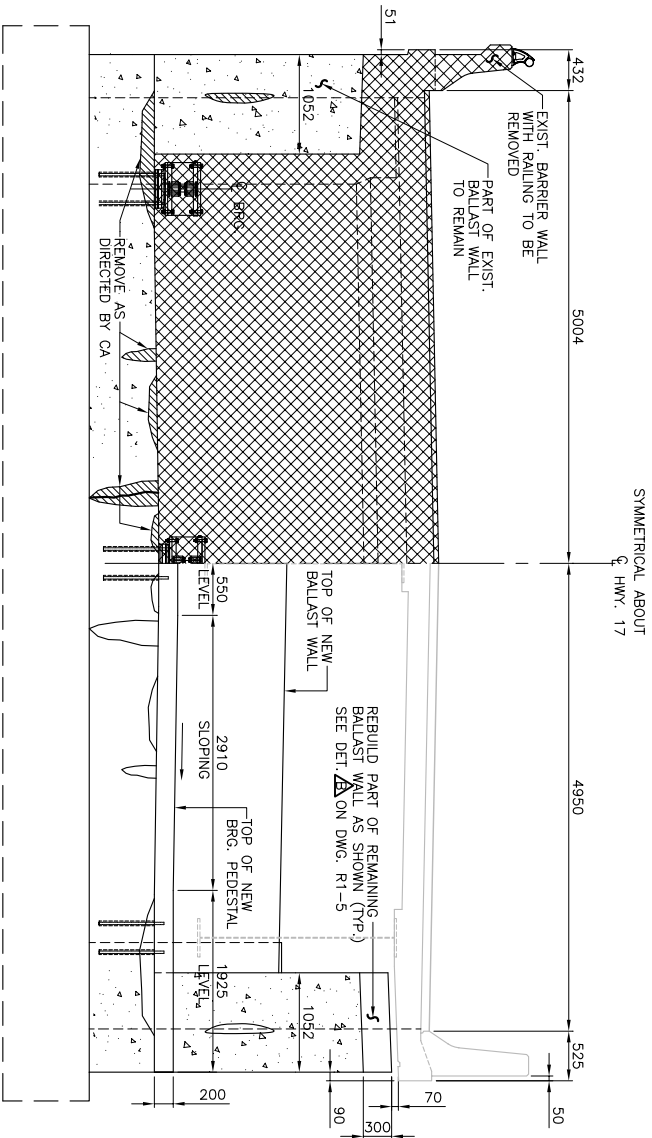 SYMMETRICAL ABOUT
℄ HWY. 17
432
5004
4950
525
51
50
EXIST. BARRIER WALL
WITH RAILING TO BE
REMOVED
PART OF EXIST.
BALLAST WALL
TO REMAIN
70
REBUILD PART OF REMAINING
BALLAST WALL AS SHOWN (TYP.)
SEE DET. B ON DWG. R1-5
300
90
TOP OF NEW
BALLAST WALL
1052
1052
℄ BRG
550
LEVEL
2910
SLOPING
1925
LEVEL
200
TOP OF NEW
BRG. PEDESTAL
REMOVE AS
DIRECTED BY CA